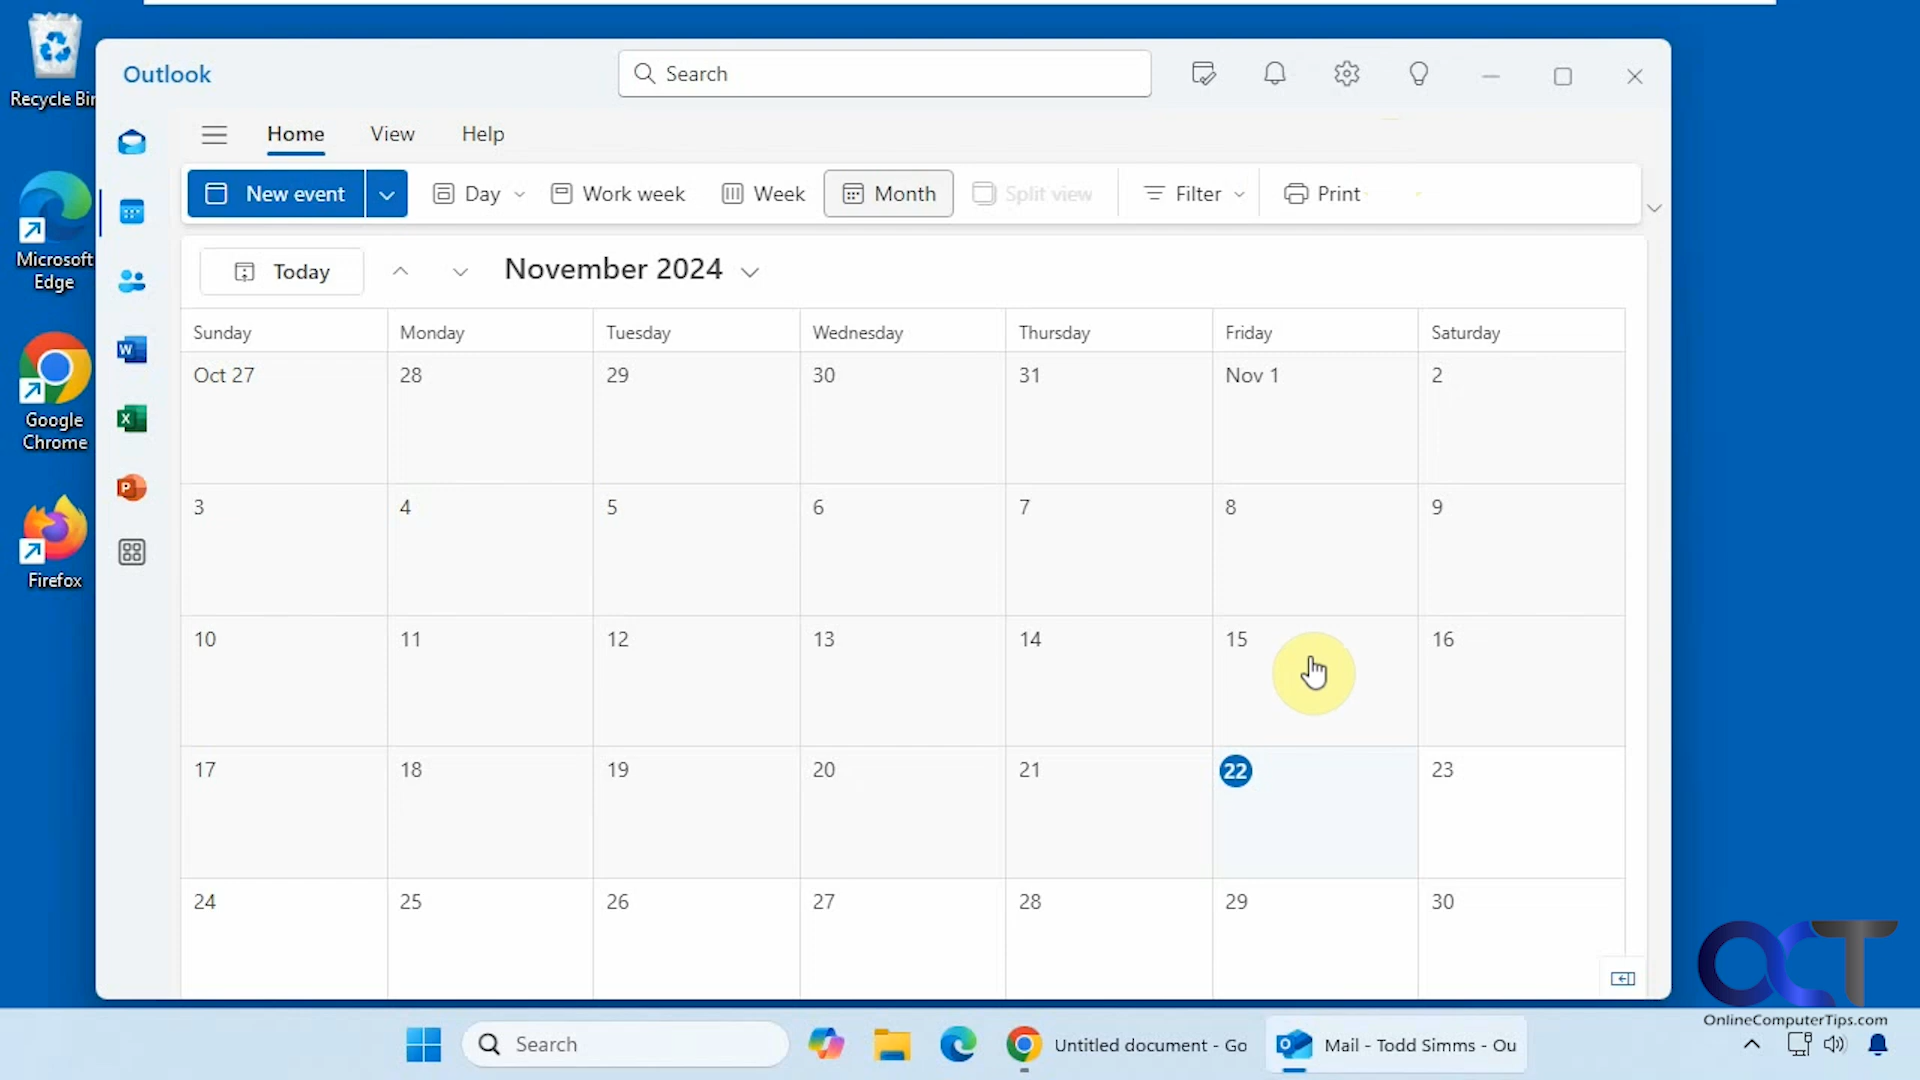 Recycle Bin
Microsoft
Edge
Google
Chrome
Firefox
Outlook
Search
Home View Help
New event Day Work week Week Month Split view Filter Print
Today November 2024
Sunday Monday Tuesday Wednesday Thursday Friday Saturday
Oct 27 28 29 30 31 Nov 1 2
3 4 5 6 7 8 9
10 11 12 13 14 15 16
17 18 19 20 21 22 23
24 25 26 27 28 29 30
OCT
OnlineComputerTips.com
Search Untitled document - Go Mail - Todd Simms - Ou